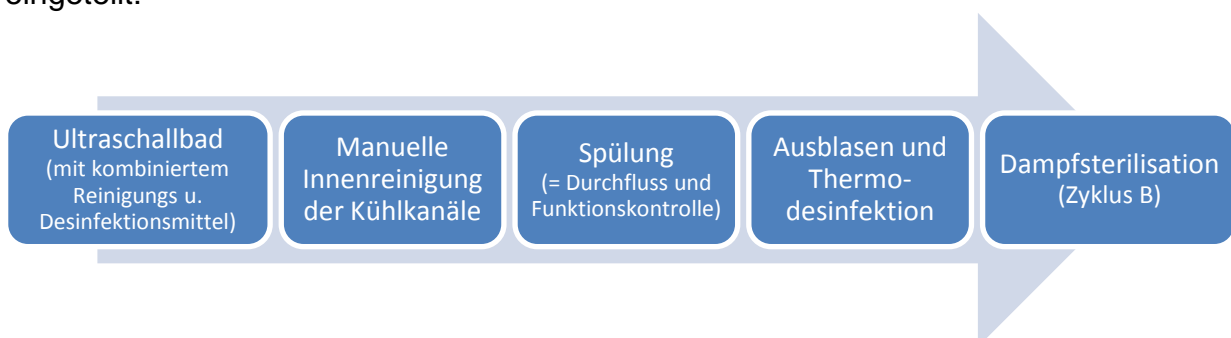 eingestellt.
Ultraschallbad
(mit kombiniertem
Reinigungs u.
Desinfektionsmittel)
Manuelle
Innenreinigung
der Kühlkanäle
Spülung
(= Durchfluss und
Funktionskontrolle)
Ausblasen und
Thermo-
desinfektion
Dampfsterilisation
(Zyklus B)